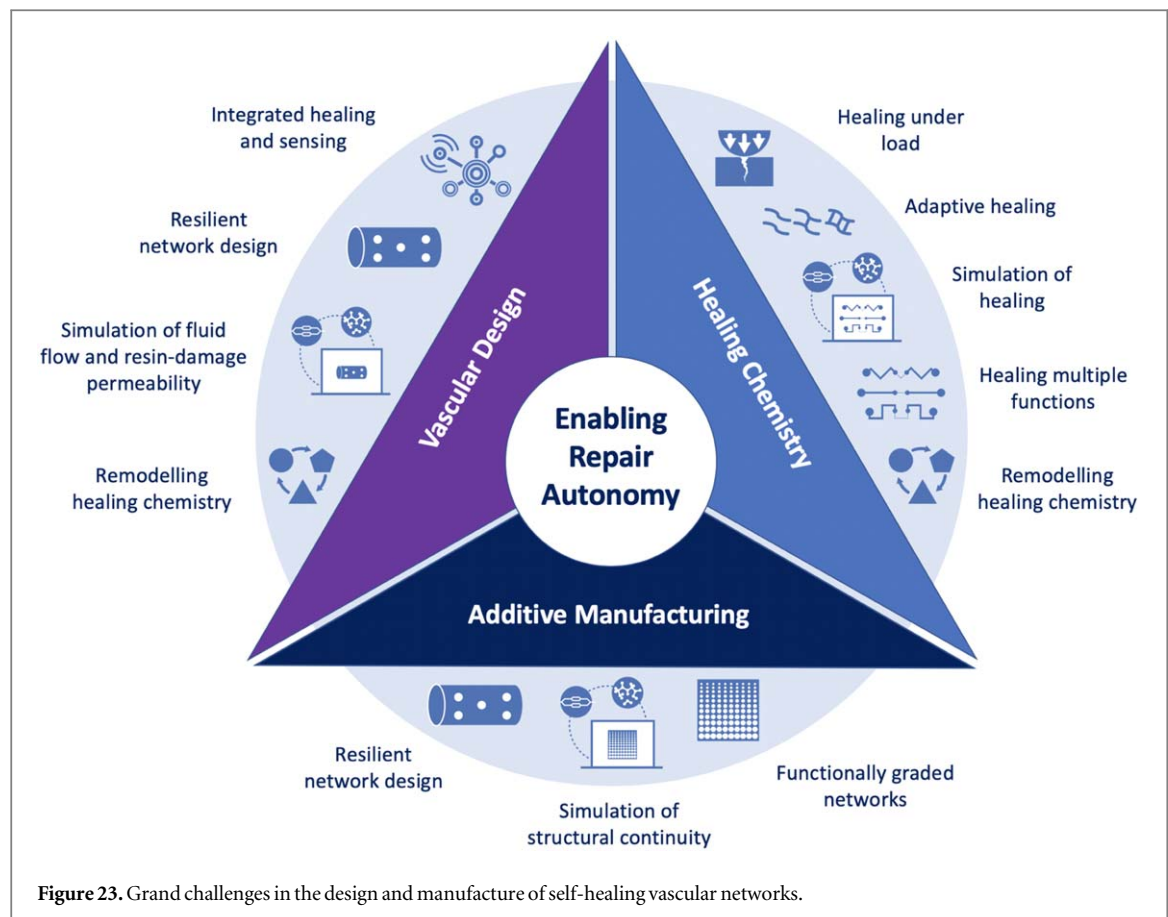 Integrated healing
and sensing
Resilient
network design
Simulation of fluid
flow and resin-damage
permeability
Remodelling
healing chemistry
Vascular Design
Healing Chemistry
Enabling
Repair
Autonomy
Additive Manufacturing
Healing under
load
Adaptive healing
Simulation of
healing
Healing multiple
functions
Remodelling
healing chemistry
Resilient
network design
Simulation of
structural continuity
Functionally graded
networks
Figure 23. Grand challenges in the design and manufacture of self-healing vascular networks.